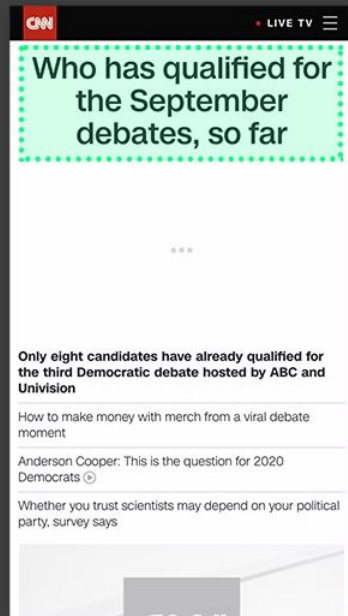 CNN
LIVE TV
Who has qualified for
the September
debates, so far
Only eight candidates have already qualified for
the third Democratic debate hosted by ABC and
Univision
How to make money with merch from a viral debate
moment
Anderson Cooper: This is the question for 2020
Democrats
Whether you trust scientists may depend on your political
party, survey says